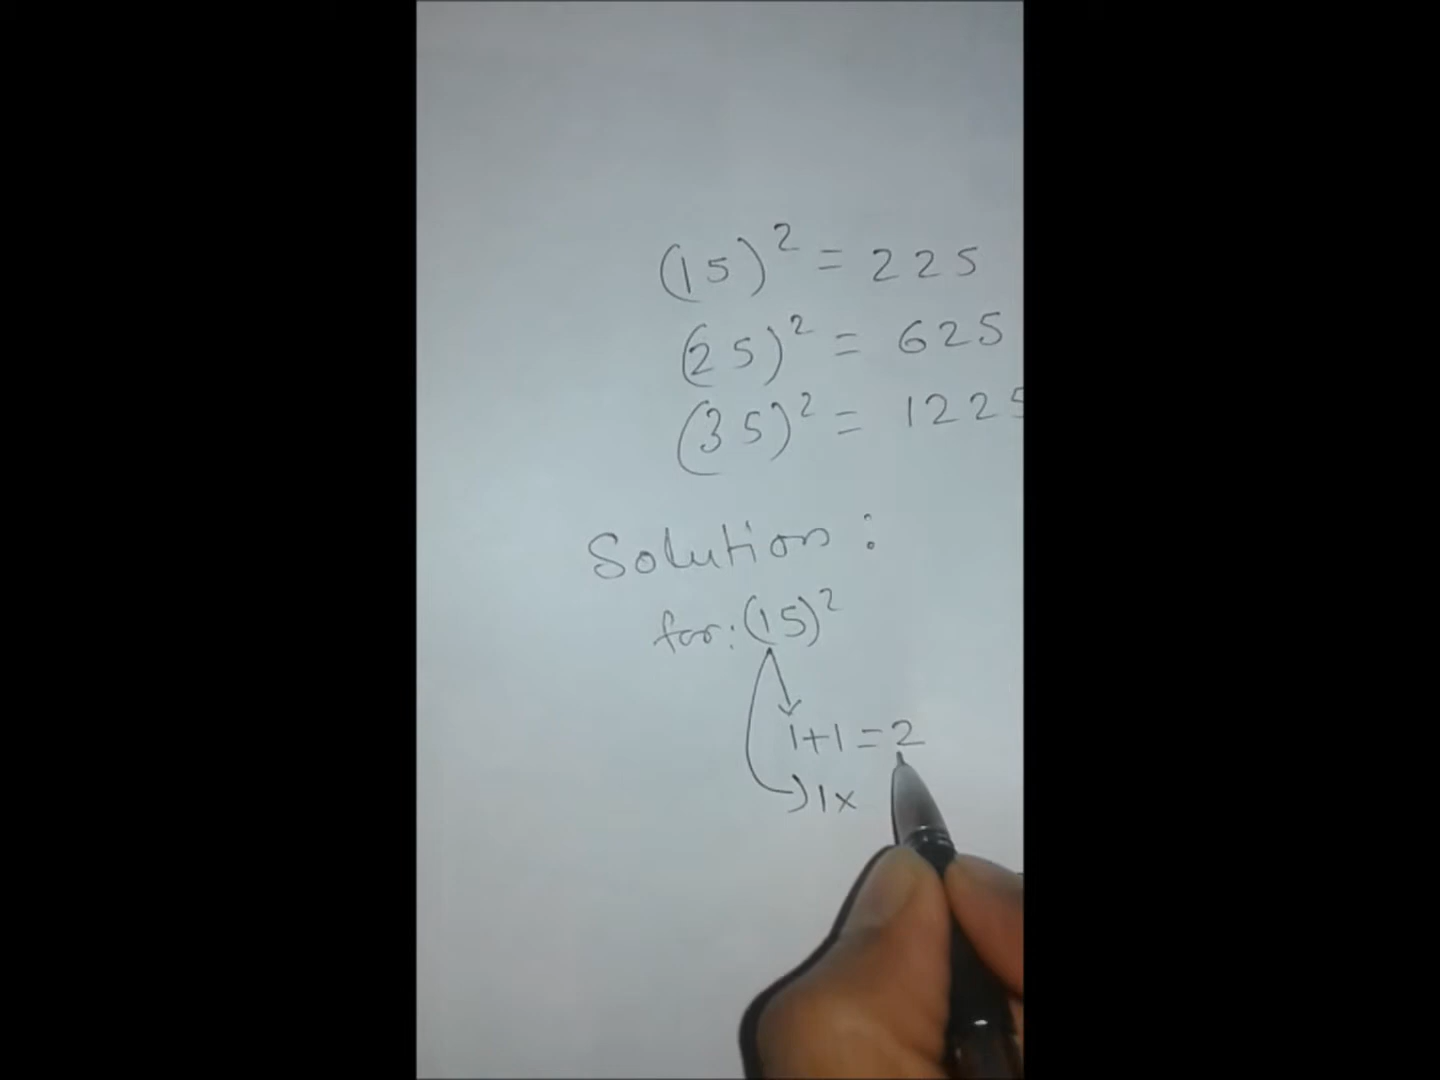 (15)² = 225
(25)² = 625
(35)² = 1225
Solution :
for: (15)²
1+1=2
1x